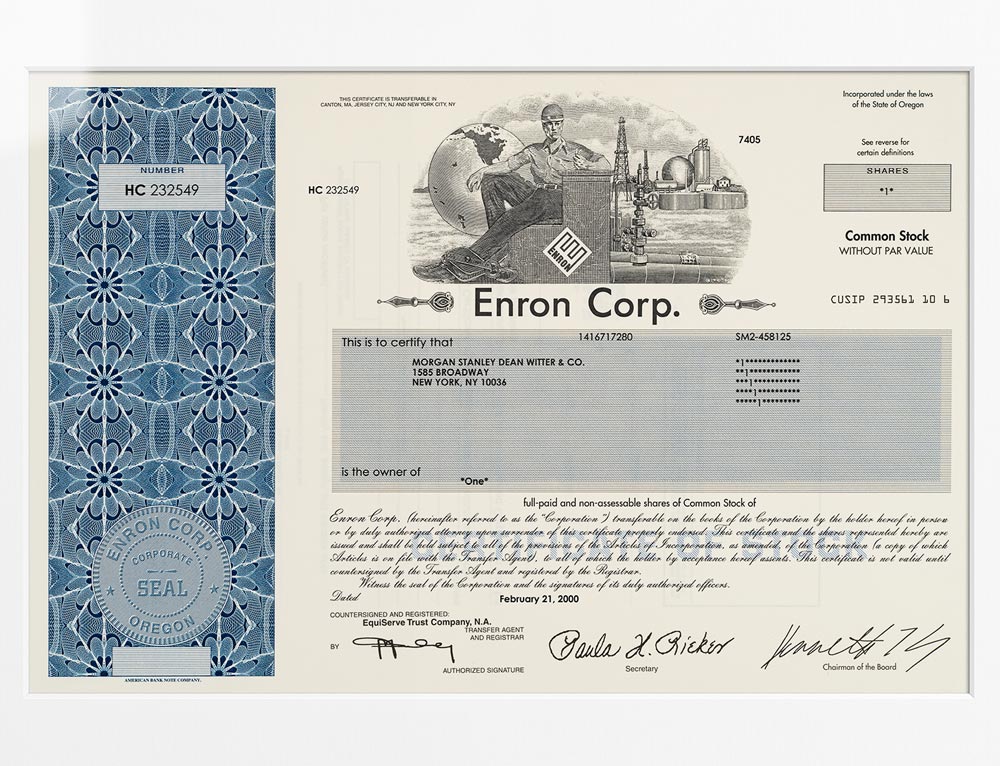 THIS CERTIFICATE IS TRANSFERABLE IN
CANTON, MA, JERSEY CITY, NJ AND NEW YORK CITY, NY
Incorporated under the laws
of the State of Oregon
7405
See reverse for
certain definitions
NUMBER
HC 232549
HC 232549
SHARES
*1*
Common Stock
WITHOUT PAR VALUE
ENRON
Enron Corp.
CUSIP 293561 10 6
This is to certify that
1416717280
SM2-458125
MORGAN STANLEY DEAN WITTER & CO.
1585 BROADWAY
NEW YORK, NY 10036
*1*************
**1************
***1***********
****1**********
*****1*********
is the owner of
*One*
full-paid and non-assessable shares of Common Stock of
Enron Corp. (hereinafter referred to as the "Corporation") transferable on the books of the Corporation by the holder hereof in person
or by duly authorized attorney upon surrender of this certificate properly endorsed. This certificate and the shares represented hereby are
issued and shall be held subject to all of the provisions of the Articles of Incorporation, as amended, of the Corporation (a copy of which
Articles is on file with the Transfer Agent), to all of which the holder by acceptance hereof assents. This certificate is not valid until
countersigned by the Transfer Agent and registered by the Registrar.
Witness the seal of the Corporation and the signatures of its duly authorized officers.
Dated February 21, 2000
ENRON CORP.
CORPORATE
SEAL
OREGON
COUNTERSIGNED AND REGISTERED:
EquiServe Trust Company, N.A.
TRANSFER AGENT
AND REGISTRAR
BY
AUTHORIZED SIGNATURE
Paula H. Rieker
Secretary
Chairman of the Board
AMERICAN BANK NOTE COMPANY.